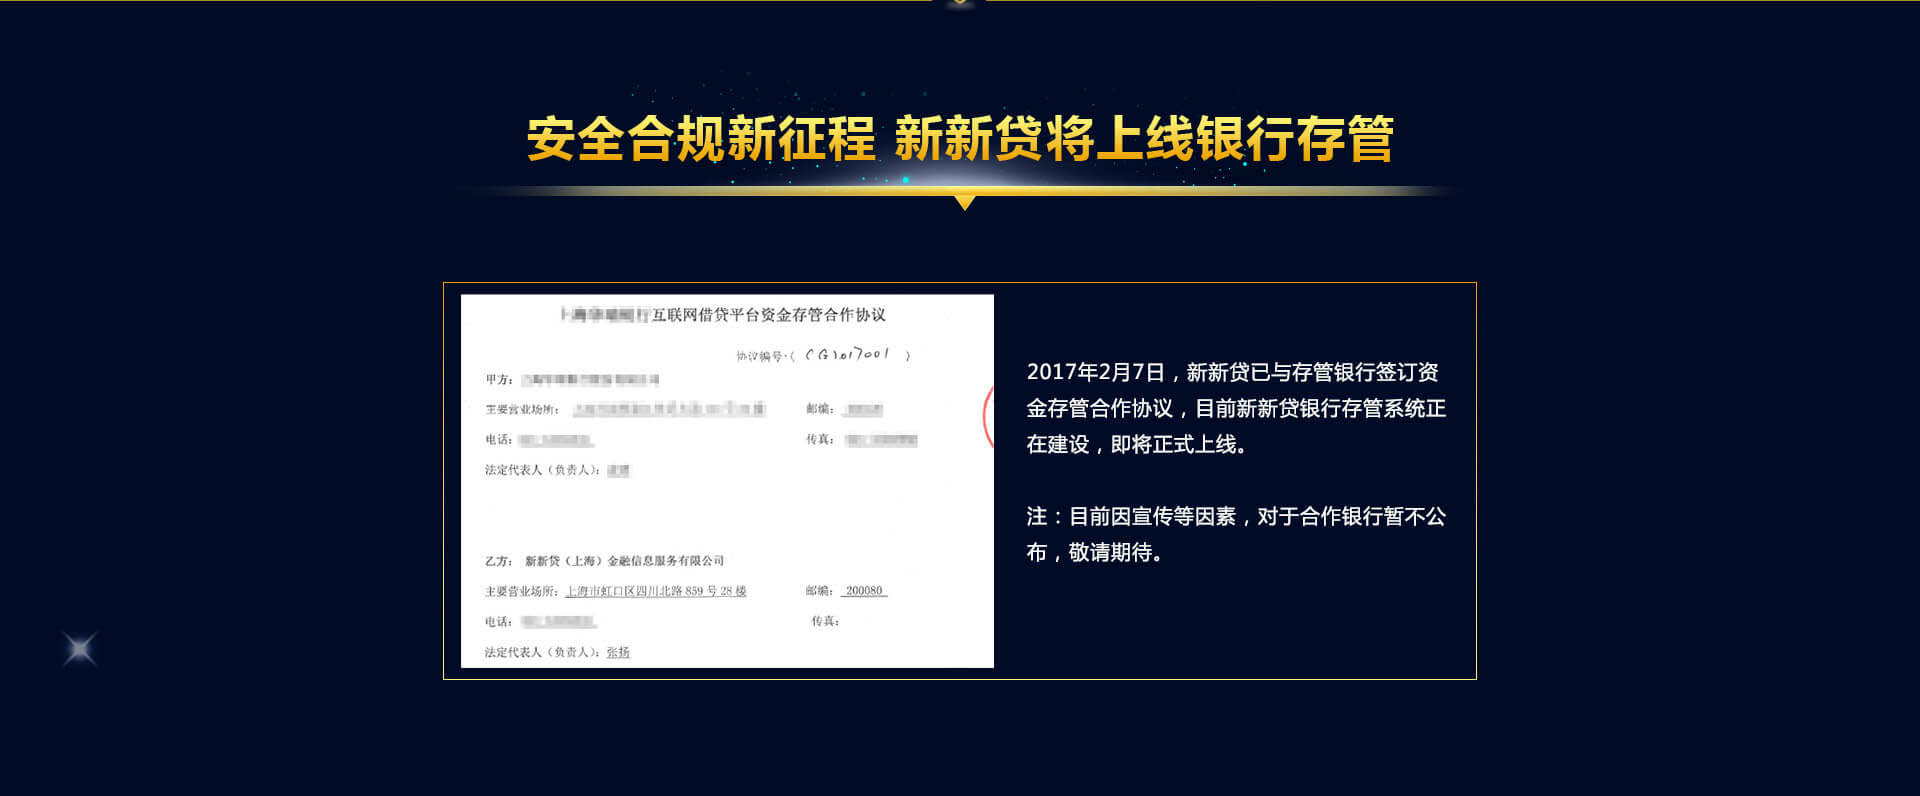 安全合规新征程 新新贷将上线银行存管
互联网借贷平台资金存管合作协议
协议编号:( CG2017001 )
甲方:
主要营业场所: 邮编:
电话: 传真:
法定代表人(负责人):
乙方: 新新贷(上海)金融信息服务有限公司
主要营业场所: 上海市虹口区四川北路 859 号 28 楼 邮编: 200080
电话: 传真:
法定代表人(负责人): 张扬
2017年2月7日,新新贷已与存管银行签订资
金存管合作协议,目前新新贷银行存管系统正
在建设,即将正式上线。
注:目前因宣传等因素,对于合作银行暂不公
布,敬请期待。